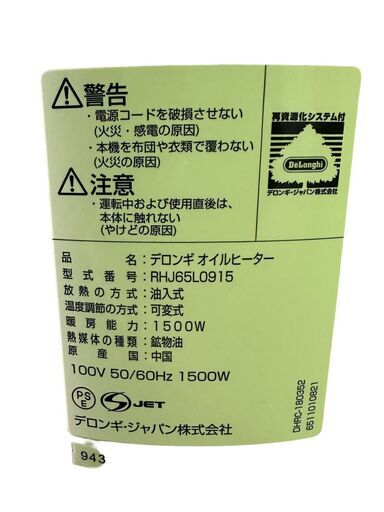 警告
・電源コードを破損させない
(火災・感電の原因)
・本機を布団や衣類で覆わない
(火災の原因)
注意
・運転中および使用直後は、
本体に触れない
(やけどの原因)
再資源化システム付
DeLonghi
デロンギ・ジャパン株式会社
品名：デロンギ オイルヒーター
型式番号：RHJ65L0915
放熱の方式：油入式
温度調節の方式：可変式
暖房能力：1500W
熱媒体の種類：鉱物油
原産国：中国
100V 50/60Hz 1500W
PS
E
S JET
デロンギ・ジャパン株式会社
DHRC-180352
6511010821
943